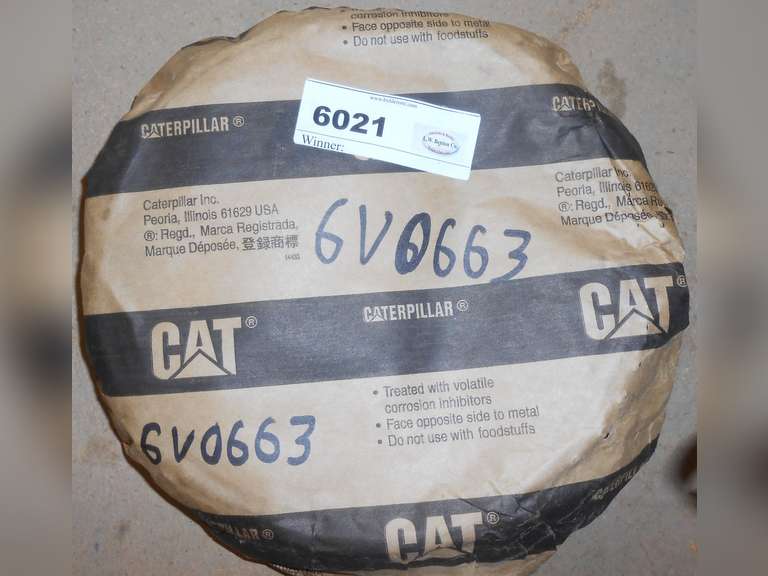 corrosion inhibitors
• Face opposite side to metal
• Do not use with foodstuffs
6021
Winner:
CATERPILLAR®
Caterpillar Inc.
Peoria, Illinois 61629 USA
®: Regd., Marca Registrada,
Marque Déposée, 登録商標
Caterpillar Inc.
Peoria, Illinois
®: Regd., Marca
Marque Déposée,
6V0663
CATERPILLAR®
CAT®
CAT®
• Treated with volatile
corrosion inhibitors
• Face opposite side to metal
• Do not use with foodstuffs
6V0663
CATERPILLAR®
CAT®